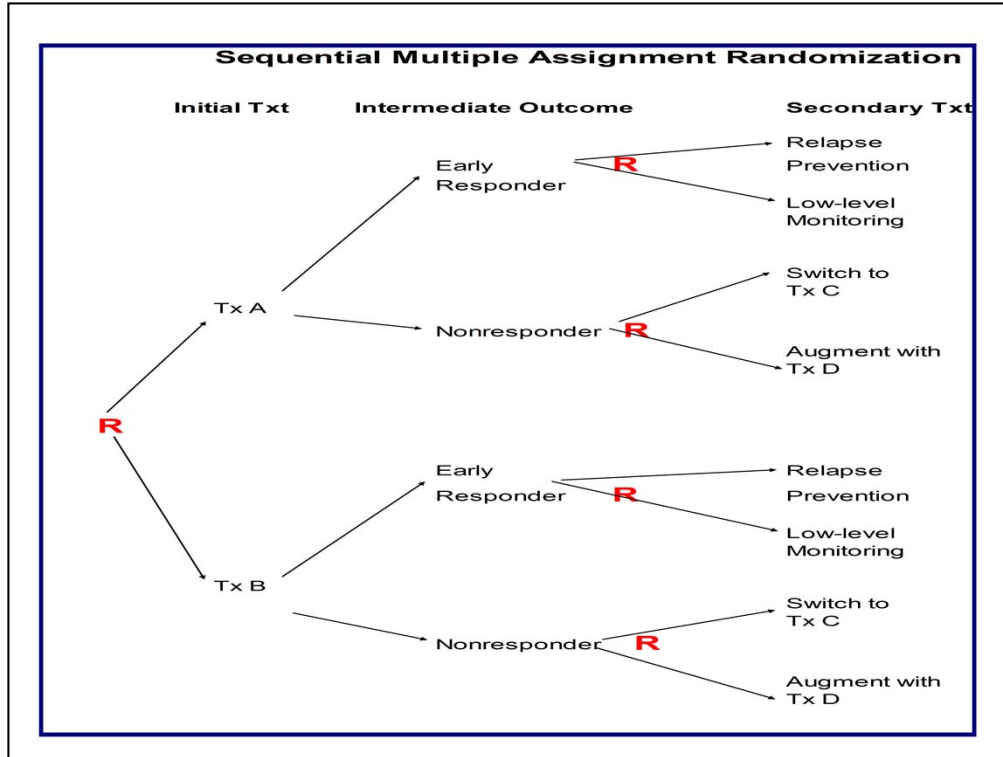 Sequential Multiple Assignment Randomization
Initial Txt Intermediate Outcome Secondary Txt
Early
Responder
R
Relapse
Prevention
Low-level
Monitoring
Tx A
Nonresponder
R
Switch to
Tx C
Augment with
Tx D
R
Early
Responder
R
Relapse
Prevention
Low-level
Monitoring
Tx B
Nonresponder
R
Switch to
Tx C
Augment with
Tx D